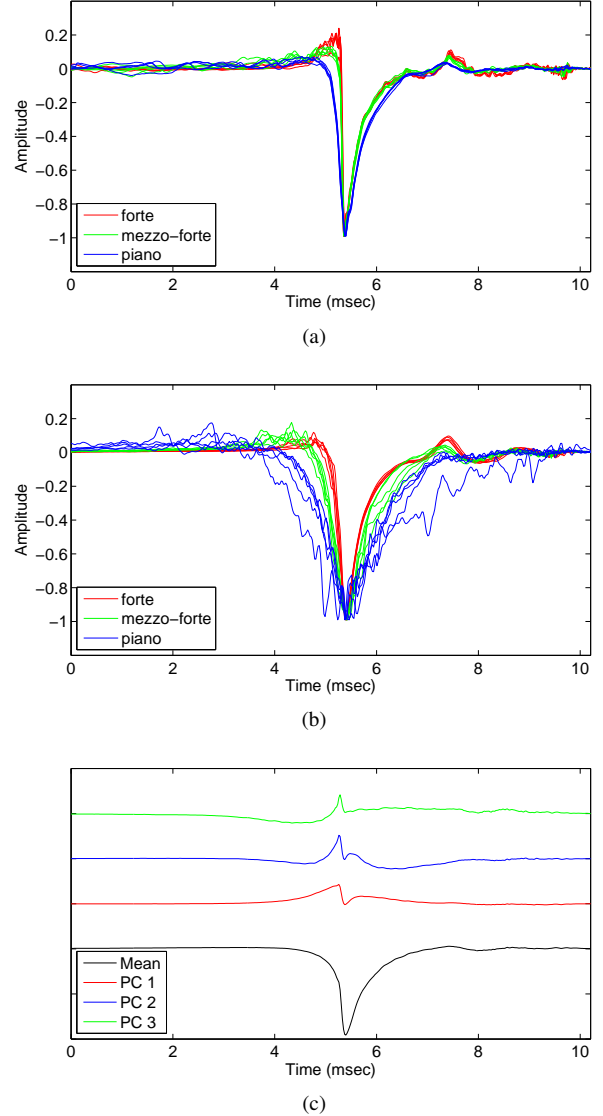 0.2
0
−0.2
−0.4
−0.6
−0.8
−1
Amplitude
forte
mezzo−forte
piano
0 2 4 6 8 10
Time (msec)
(a)
0.2
0
−0.2
−0.4
−0.6
−0.8
−1
Amplitude
forte
mezzo−forte
piano
0 2 4 6 8 10
Time (msec)
(b)
Mean
PC 1
PC 2
PC 3
0 2 4 6 8 10
Time (msec)
(c)